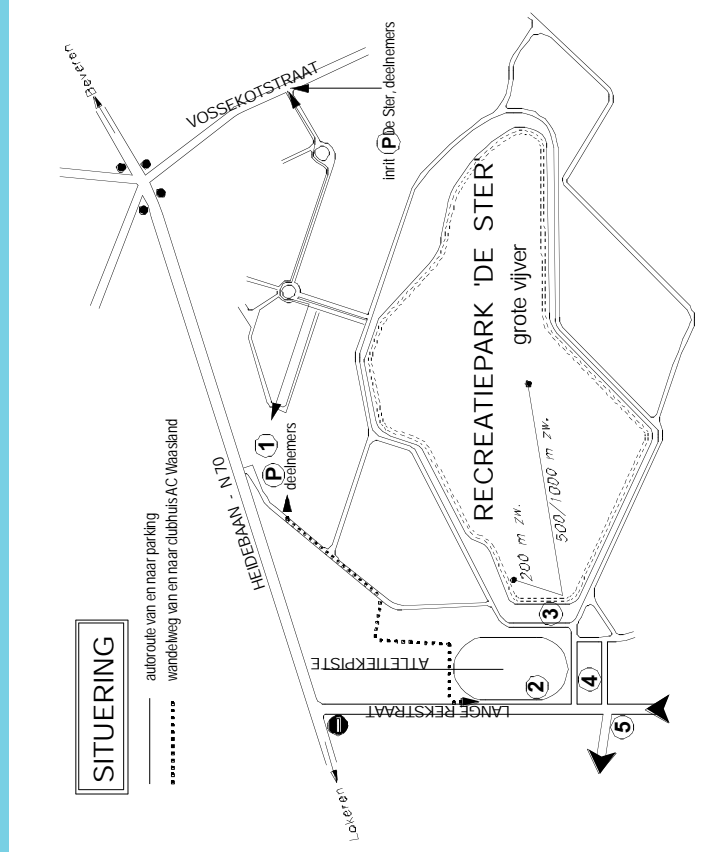 SITUERING
autoroute van en naar parking
wandelweg van en naar clubhuis AC Waasland
Beveren
VOSSEKOTSTRAAT
inrit P De Ster, deelnemers
HEIDEBAAN - N70
P 1
deelnemers
RECREATIEPARK 'DE STER'
grote vijver
200 m zw.
500/1000 m zw.
3
ATLETIEKPISTE
2
4
LANGE REKSTRAAT
5
Lokeren